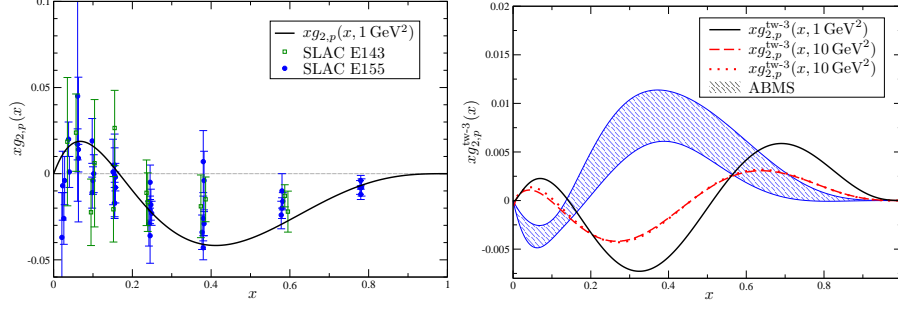 0.1
0.05
0
-0.05
xg₂,ₚ(x)
xg₂,ₚ(x, 1 GeV²)
SLAC E143
SLAC E155
0 0.2 0.4 0.6 0.8 1
x
0.02
0.015
0.01
0.005
0
-0.005
xg₂,ₚ^tw-3(x)
xg₂,ₚ^tw-3(x, 1 GeV²)
xg₂,ₚ^tw-3(x, 10 GeV²)
xg₂,ₚ^tw-3(x, 10 GeV²)
ABMS
0 0.2 0.4 0.6 0.8
x